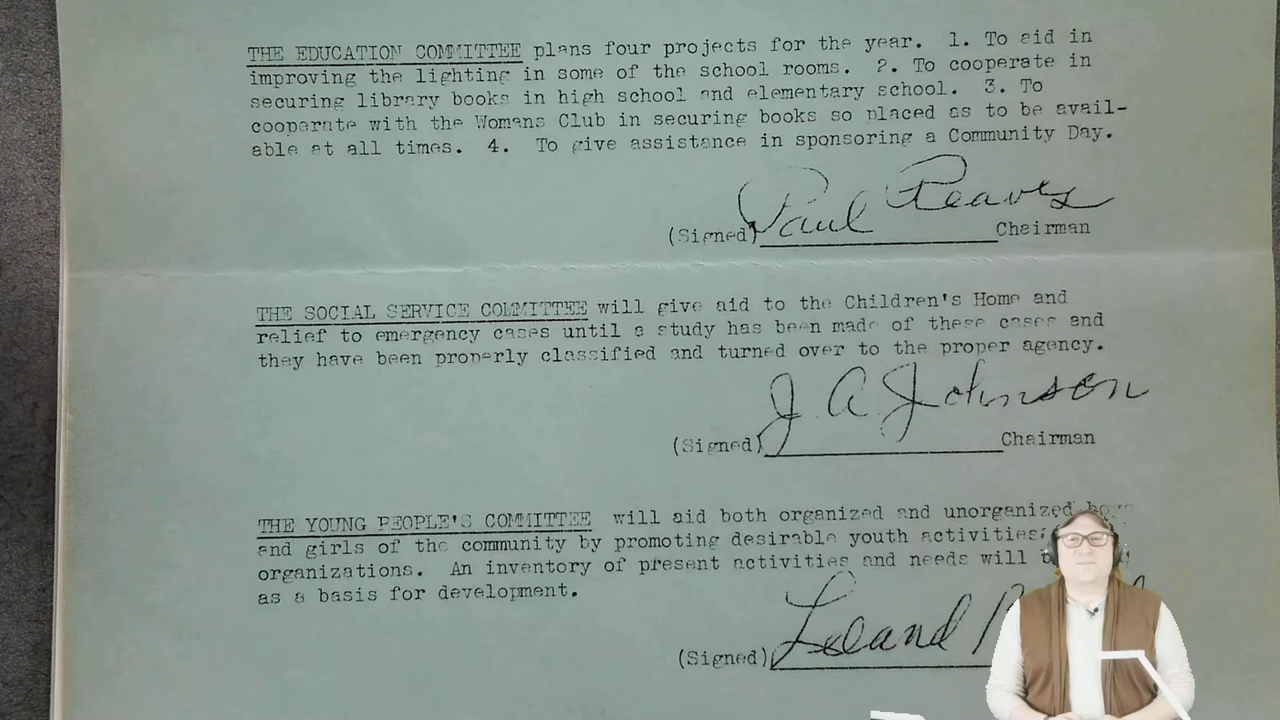 THE EDUCATION COMMITTEE plans four projects for the year. 1. To aid in
improving the lighting in some of the school rooms. 2. To cooperate in
securing library books in high school and elementary school. 3. To
cooperate with the Womans Club in securing books so placed as to be avail-
able at all times. 4. To give assistance in sponsoring a Community Day.
Paul Reaves
(Signed) Chairman
THE SOCIAL SERVICE COMMITTEE will give aid to the Children's Home and
relief to emergency cases until a study has been made of these cases and
they have been properly classified and turned over to the proper agency.
J A Johnson
(Signed) Chairman
THE YOUNG PEOPLE'S COMMITTEE will aid both organized and unorganized
and girls of the community by promoting desirable youth activities
organizations. An inventory of present activities and needs will
as a basis for development.
Leland
(Signed)